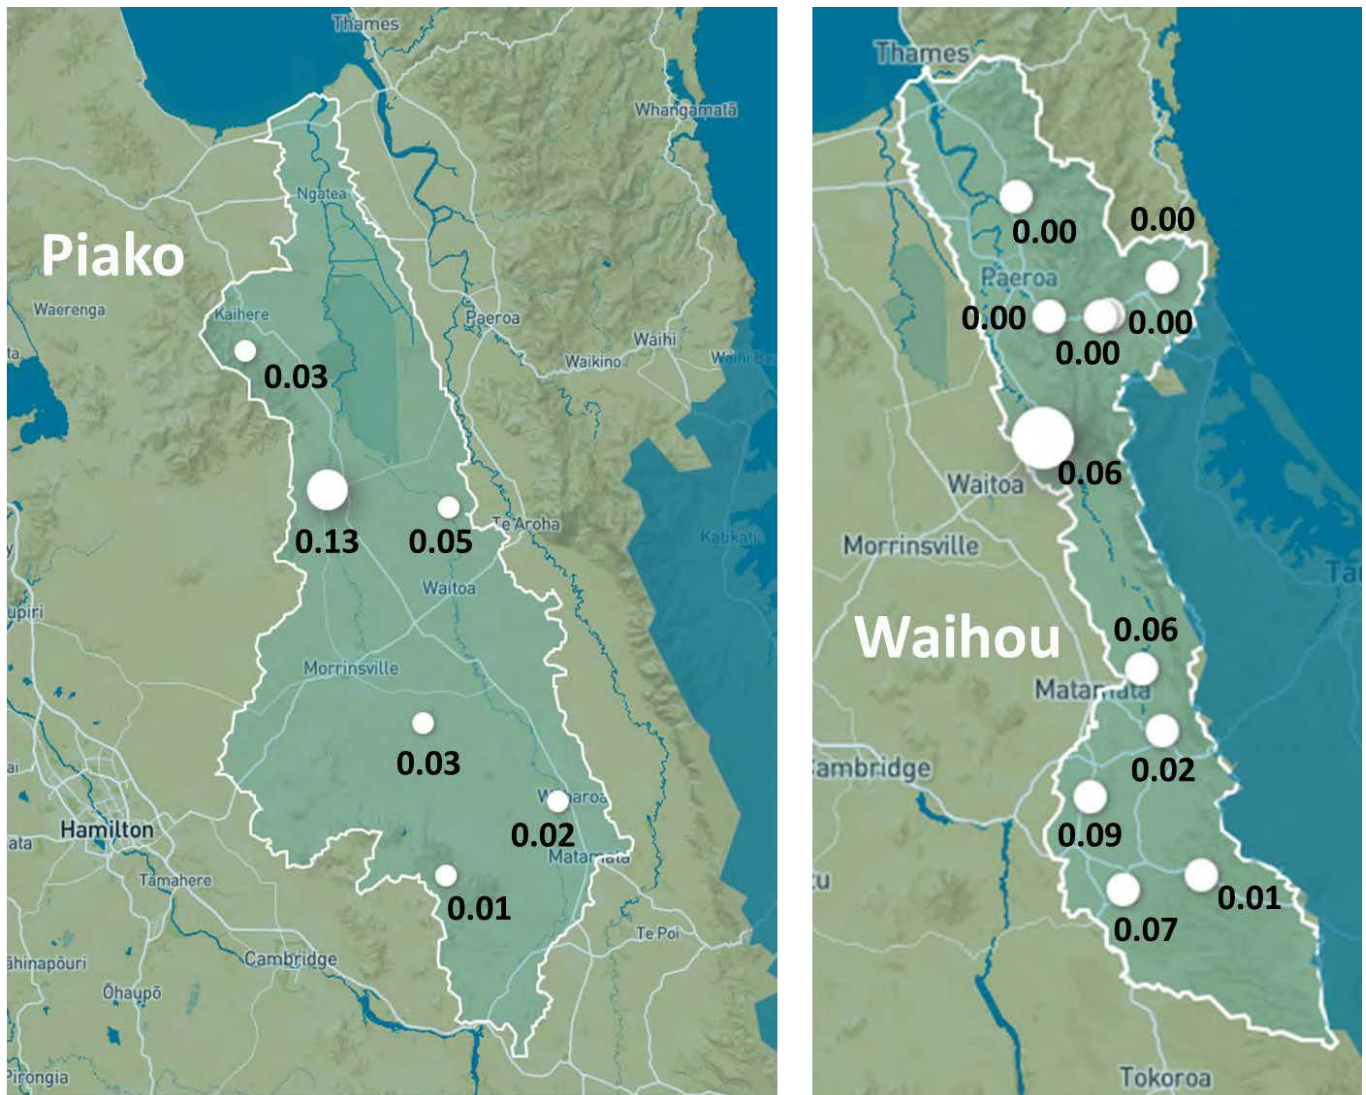 Thames
Whangamatā
Ngatea
Piako
Waerenga
Kaihere
Paeroa
Waihi
Waikino
0.03
0.13
0.05
Te Aroha
Katikati
Waitoa
Morrinsville
0.03
Hamilton
0.02
Matamata
Tamahere
0.01
Te Poi
Cambridge
Ōhaupō
Pirongia
Thames
0.00
0.00
Paeroa
0.00
0.00
0.00
0.06
Waitoa
Morrinsville
0.06
Waihou
Matamata
0.02
0.09
0.01
0.07
Tokoroa